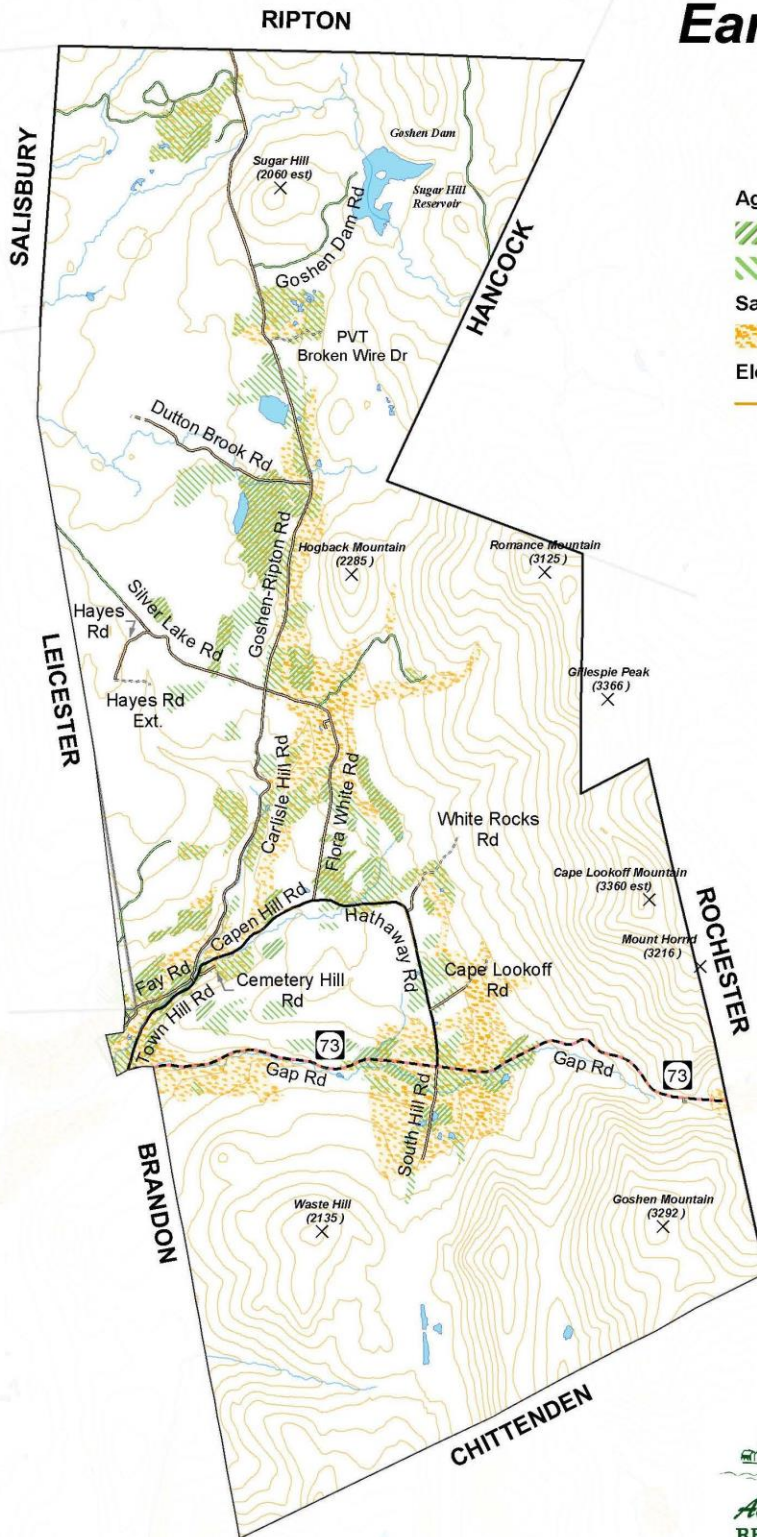 RIPTON
Ear
Goshen Dam
SALISBURY
Sugar Hill
(2060 est)
Sugar Hill
Reservoir
Goshen Dam Rd
HANCOCK
Ag
Sa
Ele
PVT
Broken Wire Dr
Dutton Brook Rd
Goshen-Ripton Rd
Hogback Mountain
(2285 )
Romance Mountain
(3125 )
Silver Lake Rd
Hayes
Rd
LEICESTER
Hayes Rd
Ext.
Gillespie Peak
(3366 )
Carlisle Hill Rd
Flora White Rd
White Rocks
Rd
Cape Lookoff Mountain
(3360 est)
ROCHESTER
Capen Hill Rd
Hathaway Rd
Mount Horrid
(3216 )
Fay Rd
Cemetery Hill
Rd
Cape Lookoff
Rd
Town Hill Rd
73
Gap Rd
Gap Rd
73
South Hill Rd
BRANDON
Waste Hill
(2135 )
Goshen Mountain
(3292 )
CHITTENDEN